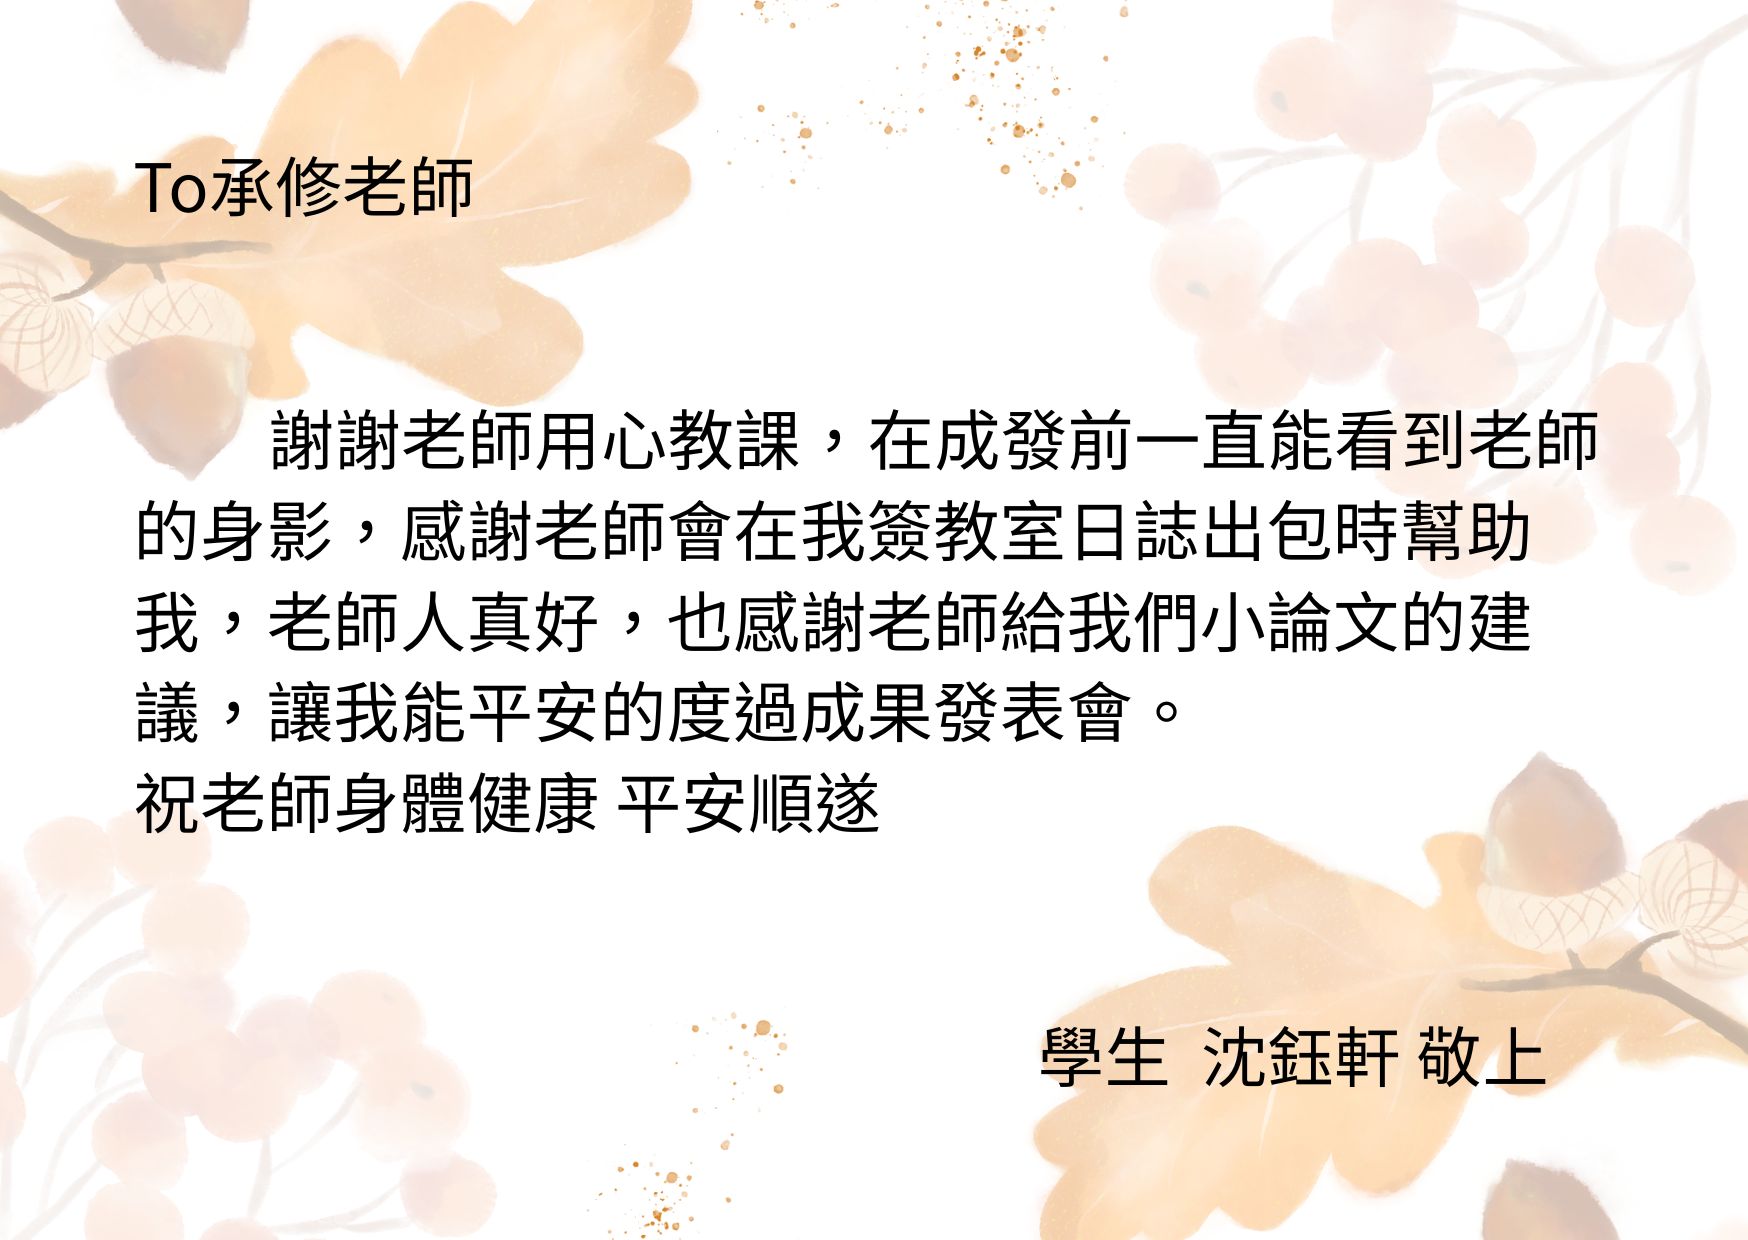 To承修老師
謝謝老師用心教課，在成發前一直能看到老師
的身影，感謝老師會在我簽教室日誌出包時幫助
我，老師人真好，也感謝老師給我們小論文的建
議，讓我能平安的度過成果發表會。
祝老師身體健康 平安順遂
學生 沈鈺軒 敬上